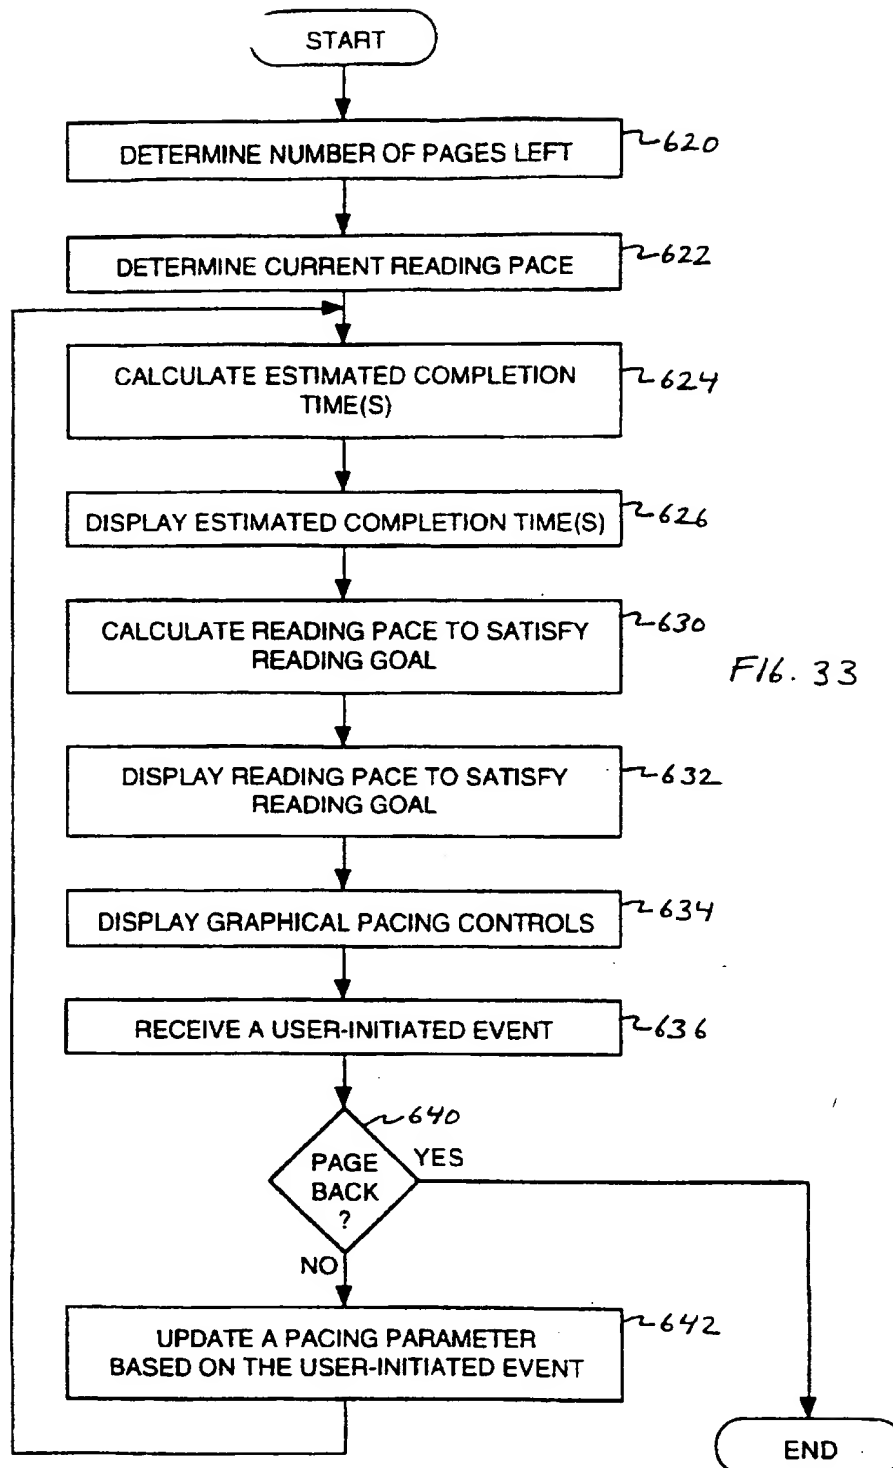 START
DETERMINE NUMBER OF PAGES LEFT
620
DETERMINE CURRENT READING PACE
622
CALCULATE ESTIMATED COMPLETION
TIME(S)
624
DISPLAY ESTIMATED COMPLETION TIME(S)
626
CALCULATE READING PACE TO SATISFY
READING GOAL
630
FIG. 33
DISPLAY READING PACE TO SATISFY
READING GOAL
632
DISPLAY GRAPHICAL PACING CONTROLS
634
RECEIVE A USER-INITIATED EVENT
636
640
PAGE
BACK
?
YES
NO
UPDATE A PACING PARAMETER
BASED ON THE USER-INITIATED EVENT
642
END